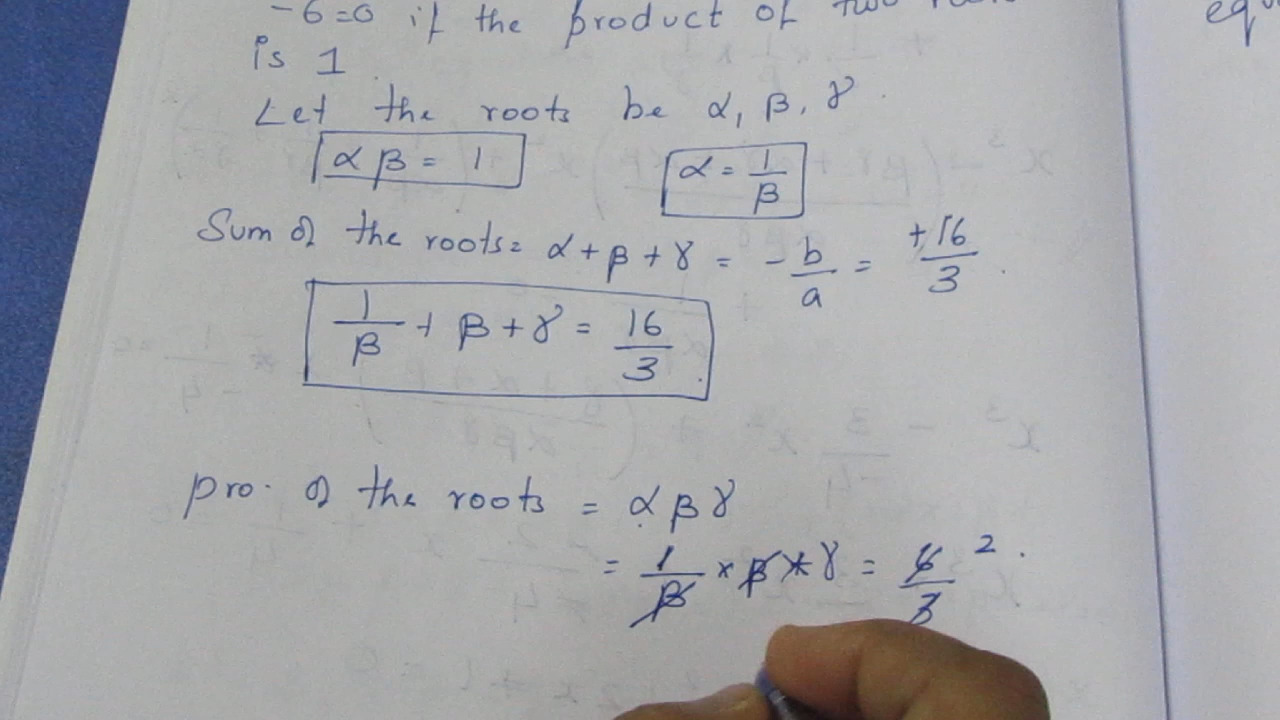 -6=0 if the product of two
is 1.
Let the roots be α, β, γ.
αβ = 1 α = 1/β
Sum of the roots = α + β + γ = -b/a = +16/3.
1/β + β + γ = 16/3
pro. of the roots = αβγ
= 1/β × β * γ = 6/3 2.